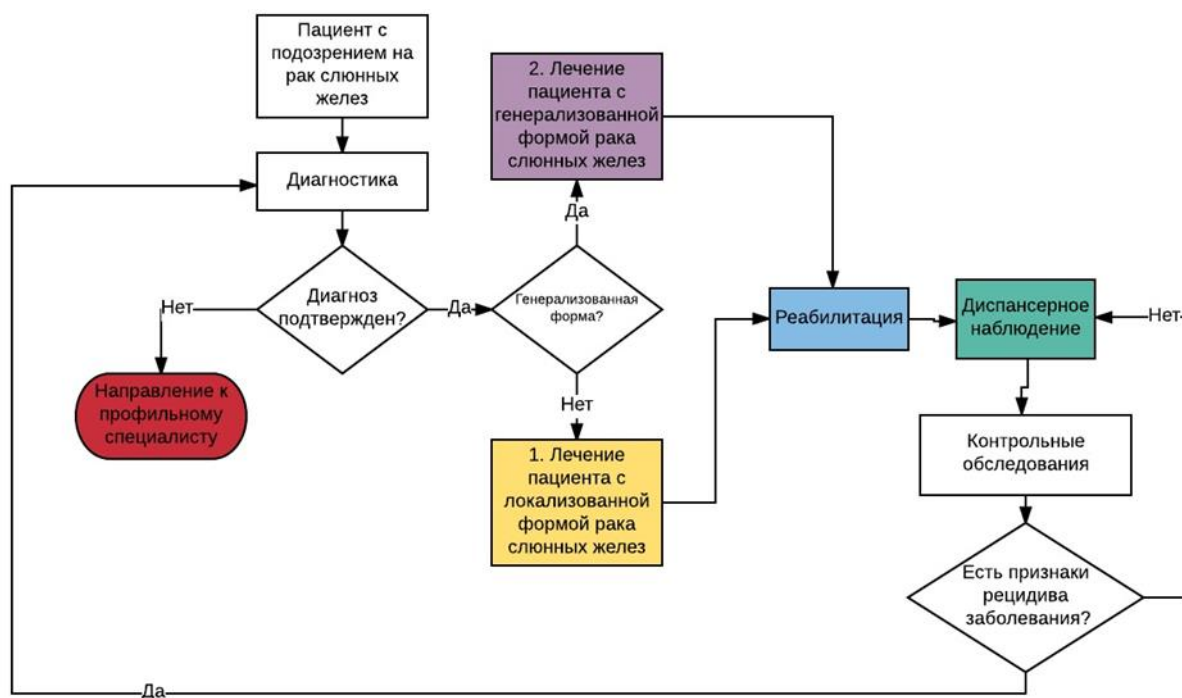 Пациент с
подозрением на
рак слюнных
желез
Диагностика
Диагноз
подтвержден?
Нет
Да
Направление к
профильному
специалисту
Генерализованная
форма?
Да
2. Лечение
пациента с
генерализованной
формой рака
слюнных желез
Нет
1. Лечение
пациента с
локализованной
формой рака
слюнных желез
Реабилитация
Диспансерное
наблюдение
Нет
Контрольные
обследования
Есть признаки
рецидива
заболевания?
Да